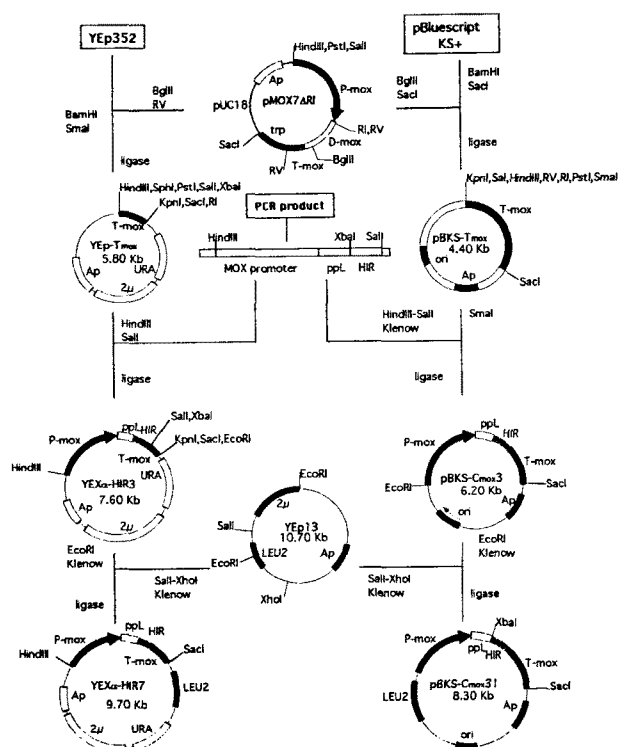 YEp352
pBluescript
KS+
HindIII,PstI,SalI
BglII
RV
pUC18
Ap
pMOX7ΔRI
P-mox
BglII
SacI
BamHI
SacI
BamHI
SmaI
trp
SacI
RI,RV
D-mox
BglII
T-mox
RV
ligase
ligase
HindIII,SphI,PstI,SalI,XbaI
KpnI,SacI,RI
T-mox
YEp-Tmox
5.80 Kb
Ap
URA
2μ
PCR product
HindIII
XbaI
SalI
MOX promoter
ppL
HIR
KpnI,SaI,HindIII,RV,RI,PstI,SmaI
T-mox
pBKS-Tmox
4.40 Kb
ori
Ap
SacI
HindIII
SalI
HindIII-SalI
Klenow
SmaI
ligase
ligase
ppL
HIR
SalI,XbaI
KpnI,SacI,EcoRI
P-mox
T-mox
URA
HindIII
YEXα-HIR3
7.60 Kb
Ap
2μ
ppL
HIR
P-mox
T-mox
EcoRI
pBKS-Cmox3
6.20 Kb
SacI
Ap
ori
EcoRI
2μ
YEp13
10.70 Kb
SalI
LEU2
Ap
EcoRI
XhoI
EcoRI
Klenow
SalI-XhoI
Klenow
SalI-XhoI
Klenow
EcoRI
Klenow
ligase
ligase
ppL
HIR
P-mox
SacI
HindIII
T-mox
YEXα-HIR7
9.70 Kb
LEU2
Ap
2μ
URA
XbaI
P-mox
ppL
HIR
T-mox
LEU2
pBKS-Cmox31
8.30 Kb
SacI
Ap
ori